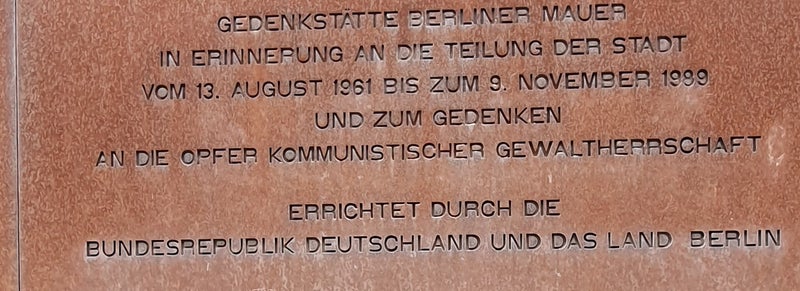 GEDENKSTÄTTE BERLINER MAUER
IN ERINNERUNG AN DIE TEILUNG DER STADT
VOM 13. AUGUST 1961 BIS ZUM 9. NOVEMBER 1989
UND ZUM GEDENKEN
AN DIE OPFER KOMMUNISTISCHER GEWALTHERRSCHAFT
ERRICHTET DURCH DIE
BUNDESREPUBLIK DEUTSCHLAND UND DAS LAND BERLIN